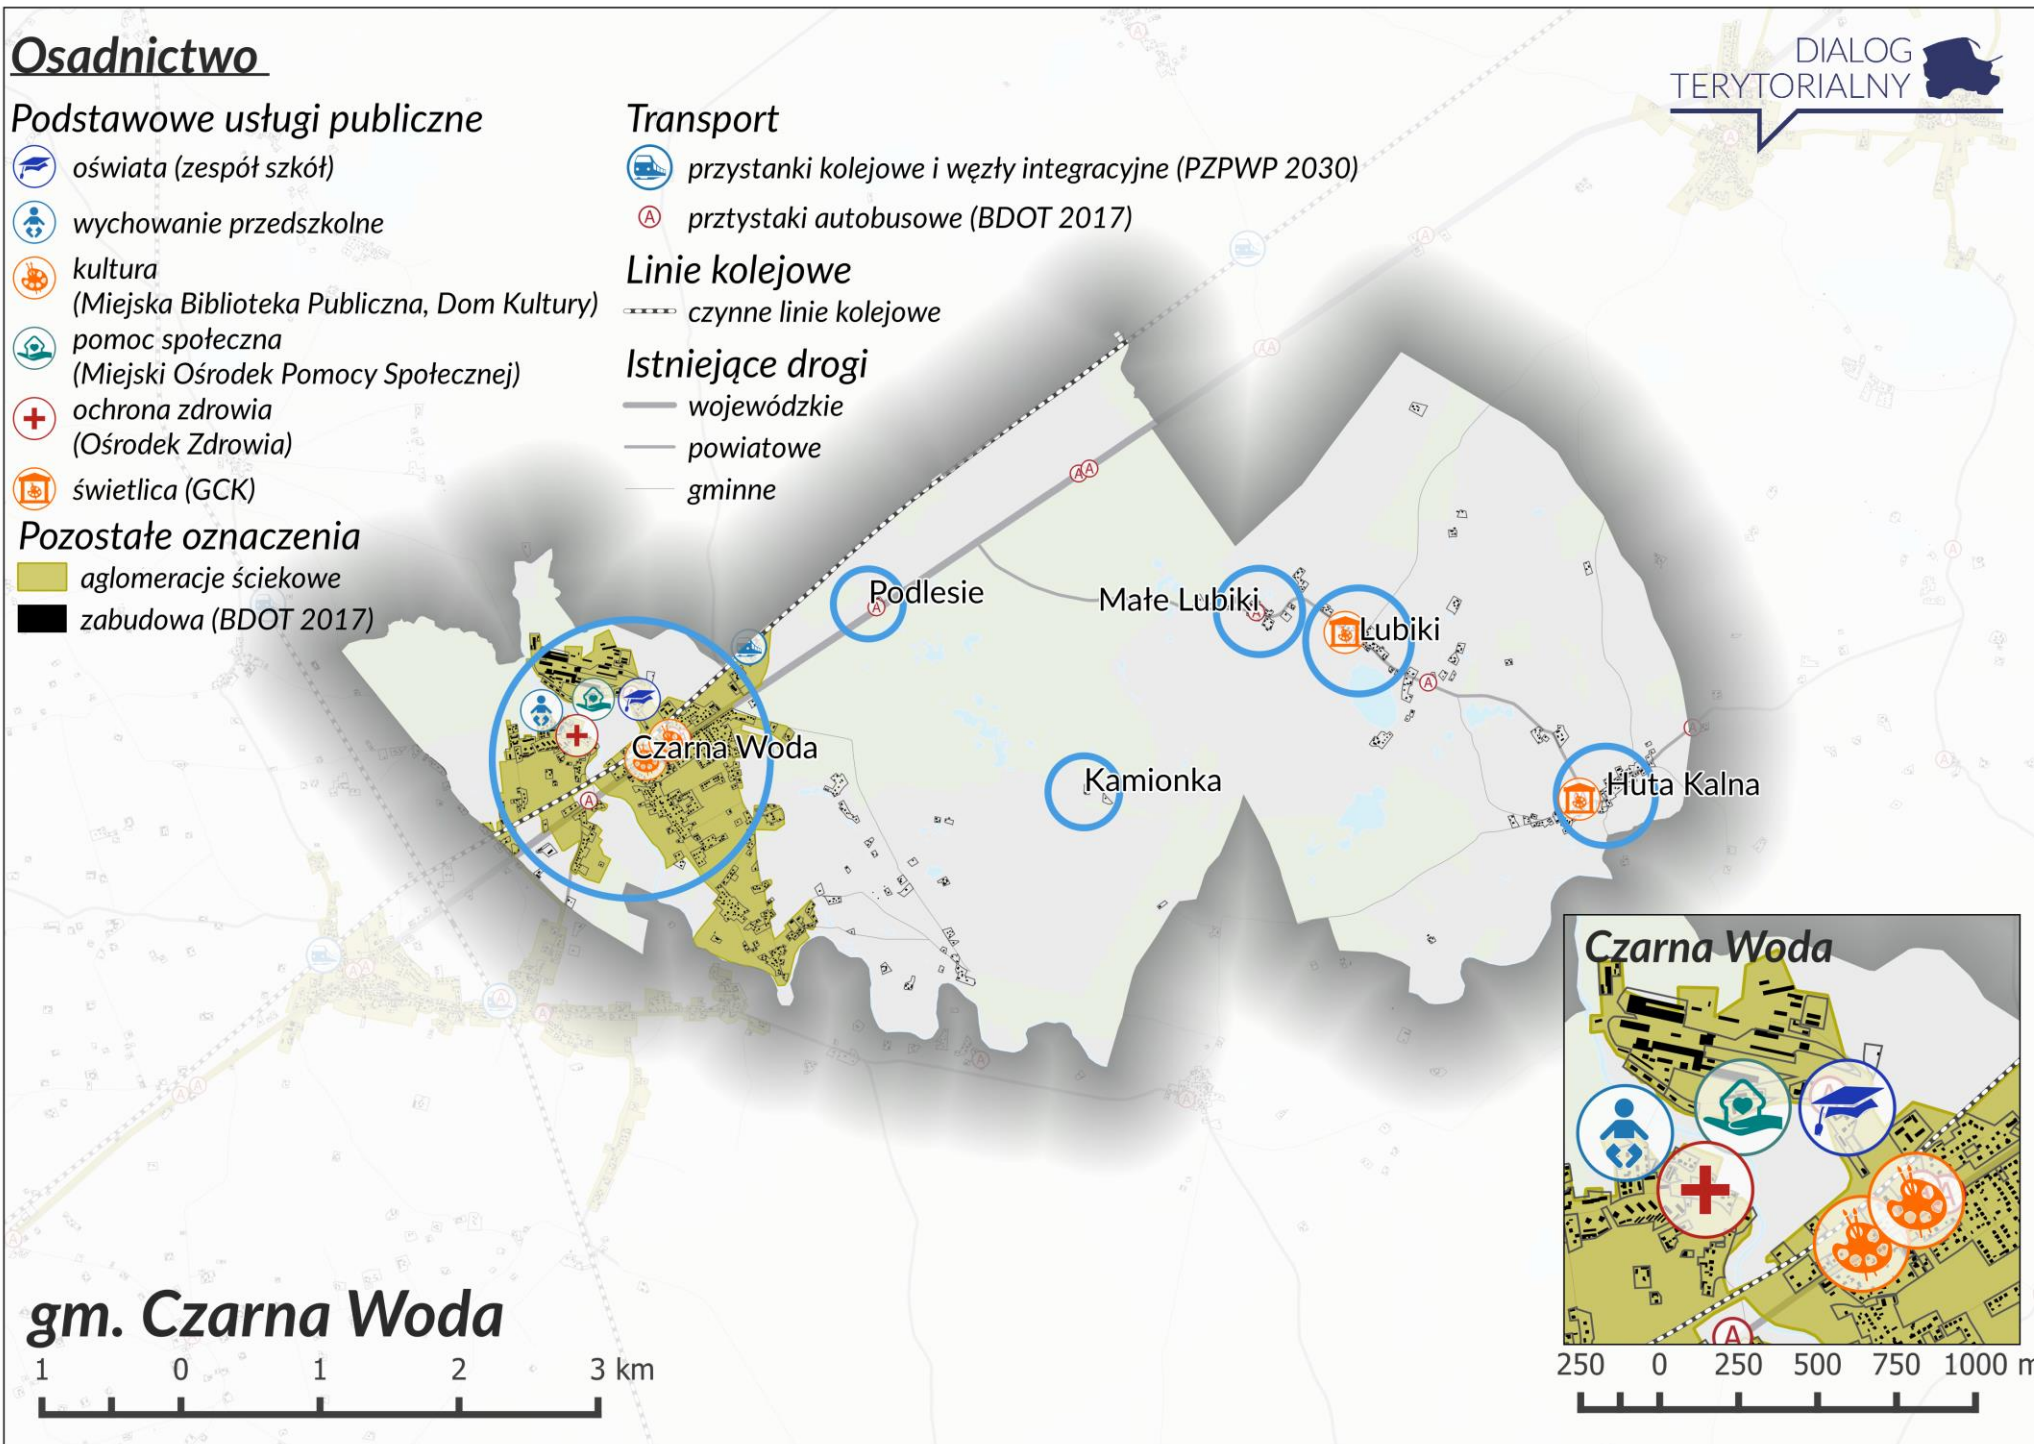 Osadnictwo
Podstawowe usługi publiczne
oświata (zespół szkół)
wychowanie przedszkolne
kultura
(Miejska Biblioteka Publiczna, Dom Kultury)
pomoc społeczna
(Miejski Ośrodek Pomocy Społecznej)
ochrona zdrowia
(Ośrodek Zdrowia)
świetlica (GCK)
Pozostałe oznaczenia
aglomeracje ściekowe
zabudowa (BDOT 2017)
Transport
przystanki kolejowe i węzły integracyjne (PZPWP 2030)
A prztystaki autobusowe (BDOT 2017)
Linie kolejowe
czynne linie kolejowe
Istniejące drogi
wojewódzkie
powiatowe
gminne
DIALOG
TERYTORIALNY
Podlesie
Małe Lubiki
Lubiki
Czarna Woda
Kamionka
Huta Kalna
Czarna Woda
gm. Czarna Woda
1 0 1 2 3 km
250 0 250 500 750 1000 m